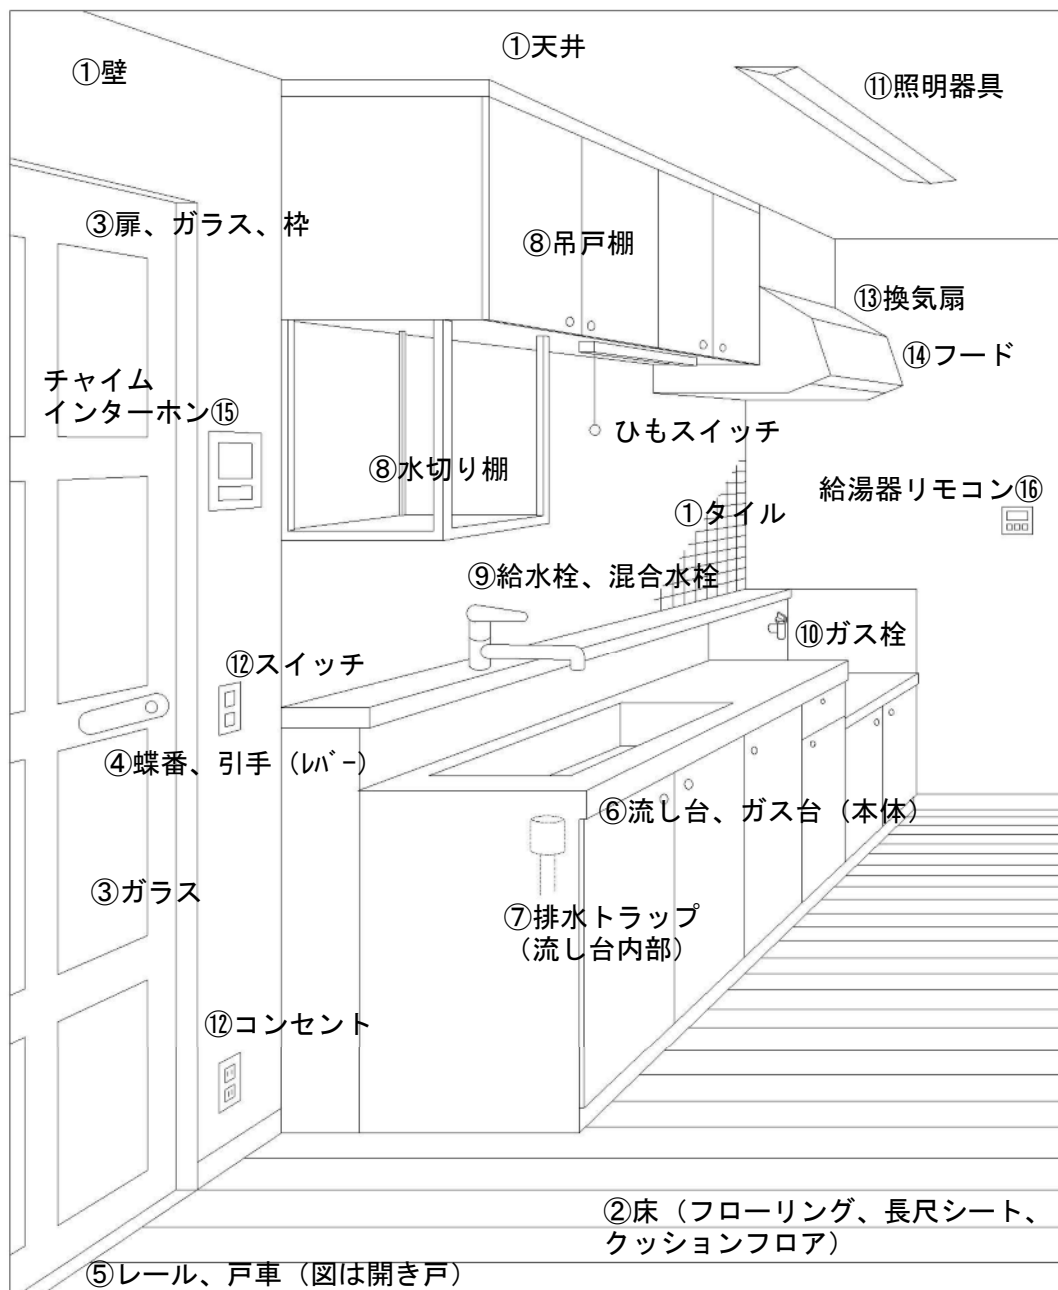 ①天井
①壁
⑪照明器具
③扉、ガラス、枠
⑧吊戸棚
⑬換気扇
⑭フード
チャイム
インターホン⑮
ひもスイッチ
⑧水切り棚
給湯器リモコン⑯
①タイル
⑨給水栓、混合水栓
⑩ガス栓
⑫スイッチ
④蝶番、引手（ﾚﾊﾞｰ）
⑥流し台、ガス台（本体）
③ガラス
⑦排水トラップ
（流し台内部）
⑫コンセント
②床（フローリング、長尺シート、
クッションフロア）
⑤レール、戸車（図は開き戸）